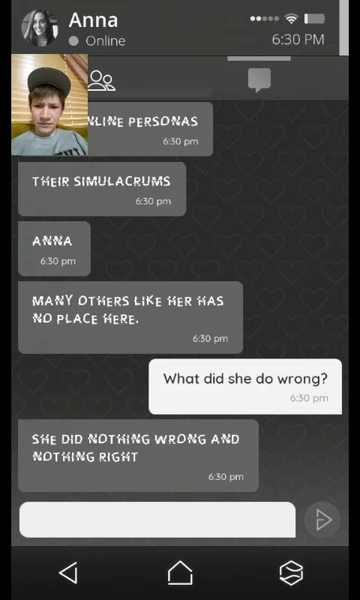 Anna
Online
6:30 PM
NLINE PERSONAS
6:30 pm
THEIR SIMULACRUMS
6:30 pm
ANNA
6:30 pm
MANY OTHERS LIKE HER HAS
NO PLACE HERE.
6:30 pm
What did she do wrong?
6:30 pm
SHE DID NOTHING WRONG AND
NOTHING RIGHT
6:30 pm